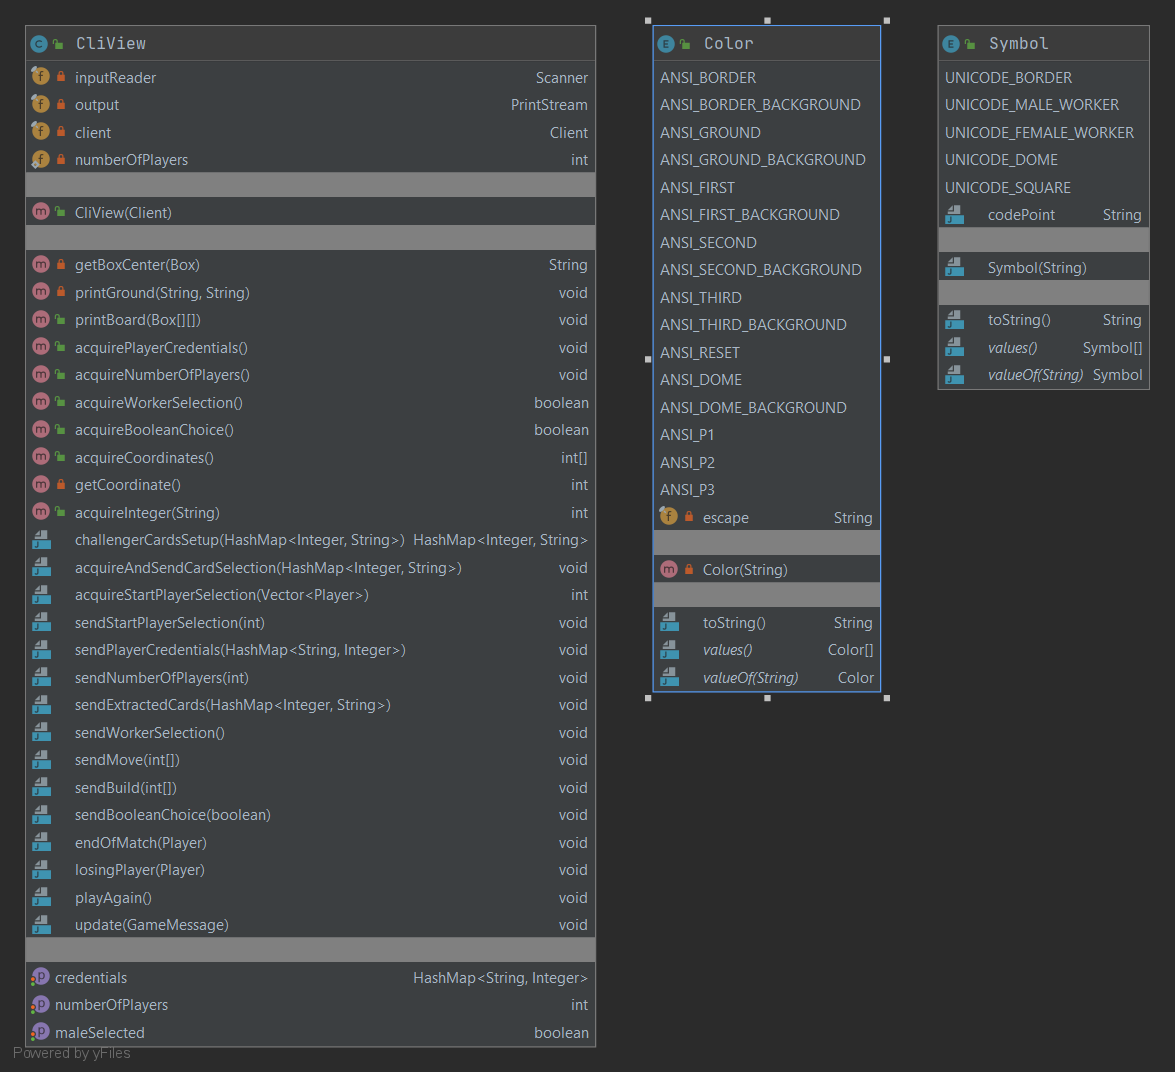 CliView
inputReader Scanner
output PrintStream
client Client
numberOfPlayers int
CliView(Client)
getBoxCenter(Box) String
printGround(String, String) void
printBoard(Box[][]) void
acquirePlayerCredentials() void
acquireNumberOfPlayers() void
acquireWorkerSelection() boolean
acquireBooleanChoice() boolean
acquireCoordinates() int[]
getCoordinate() int
acquireInteger(String) int
challengerCardsSetup(HashMap<Integer, String>) HashMap<Integer, String>
acquireAndSendCardSelection(HashMap<Integer, String>) void
acquireStartPlayerSelection(Vector<Player>) int
sendStartPlayerSelection(int) void
sendPlayerCredentials(HashMap<String, Integer>) void
sendNumberOfPlayers(int) void
sendExtractedCards(HashMap<Integer, String>) void
sendWorkerSelection() void
sendMove(int[]) void
sendBuild(int[]) void
sendBooleanChoice(boolean) void
endOfMatch(Player) void
losingPlayer(Player) void
playAgain() void
update(GameMessage) void
credentials HashMap<String, Integer>
numberOfPlayers int
maleSelected boolean
Color
ANSI_BORDER
ANSI_BORDER_BACKGROUND
ANSI_GROUND
ANSI_GROUND_BACKGROUND
ANSI_FIRST
ANSI_FIRST_BACKGROUND
ANSI_SECOND
ANSI_SECOND_BACKGROUND
ANSI_THIRD
ANSI_THIRD_BACKGROUND
ANSI_RESET
ANSI_DOME
ANSI_DOME_BACKGROUND
ANSI_P1
ANSI_P2
ANSI_P3
escape String
Color(String)
toString() String
values() Color[]
valueOf(String) Color
Symbol
UNICODE_BORDER
UNICODE_MALE_WORKER
UNICODE_FEMALE_WORKER
UNICODE_DOME
UNICODE_SQUARE
codePoint String
Symbol(String)
toString() String
values() Symbol[]
valueOf(String) Symbol
Powered by yFiles